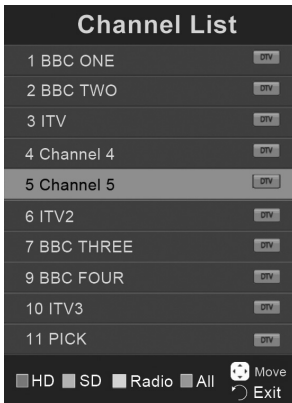 Channel List
1 BBC ONE DTV
2 BBC TWO DTV
3 ITV DTV
4 Channel 4 DTV
5 Channel 5 DTV
6 ITV2 DTV
7 BBC THREE DTV
9 BBC FOUR DTV
10 ITV3 DTV
11 PICK DTV
HD SD Radio All Move
Exit